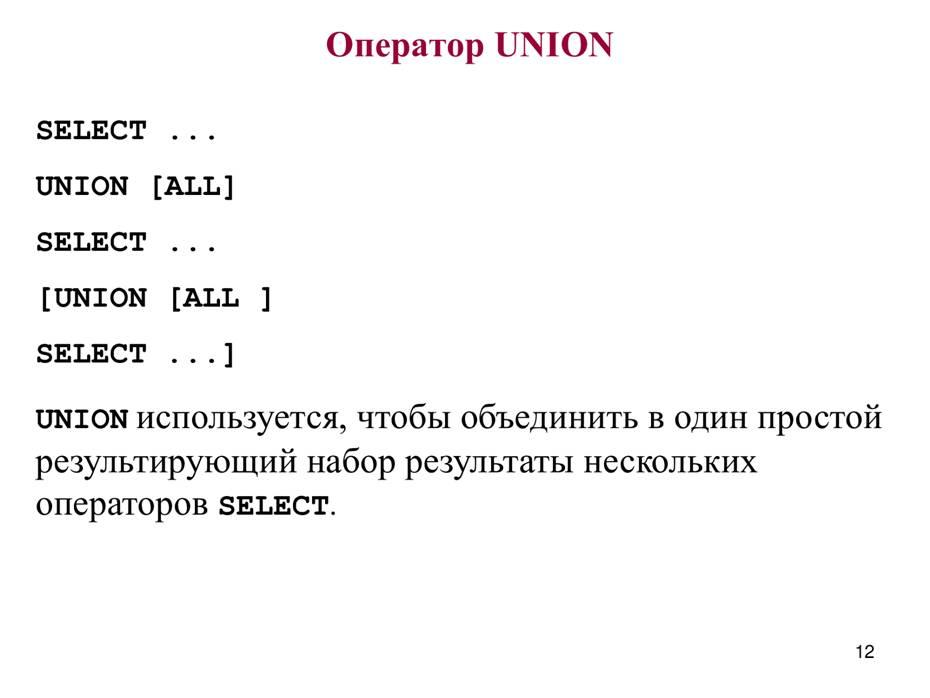 Оператор UNION
SELECT ...
UNION [ALL]
SELECT ...
[UNION [ALL ]
SELECT ...]
UNION используется, чтобы объединить в один простой
результирующий набор результаты нескольких
операторов SELECT.
12